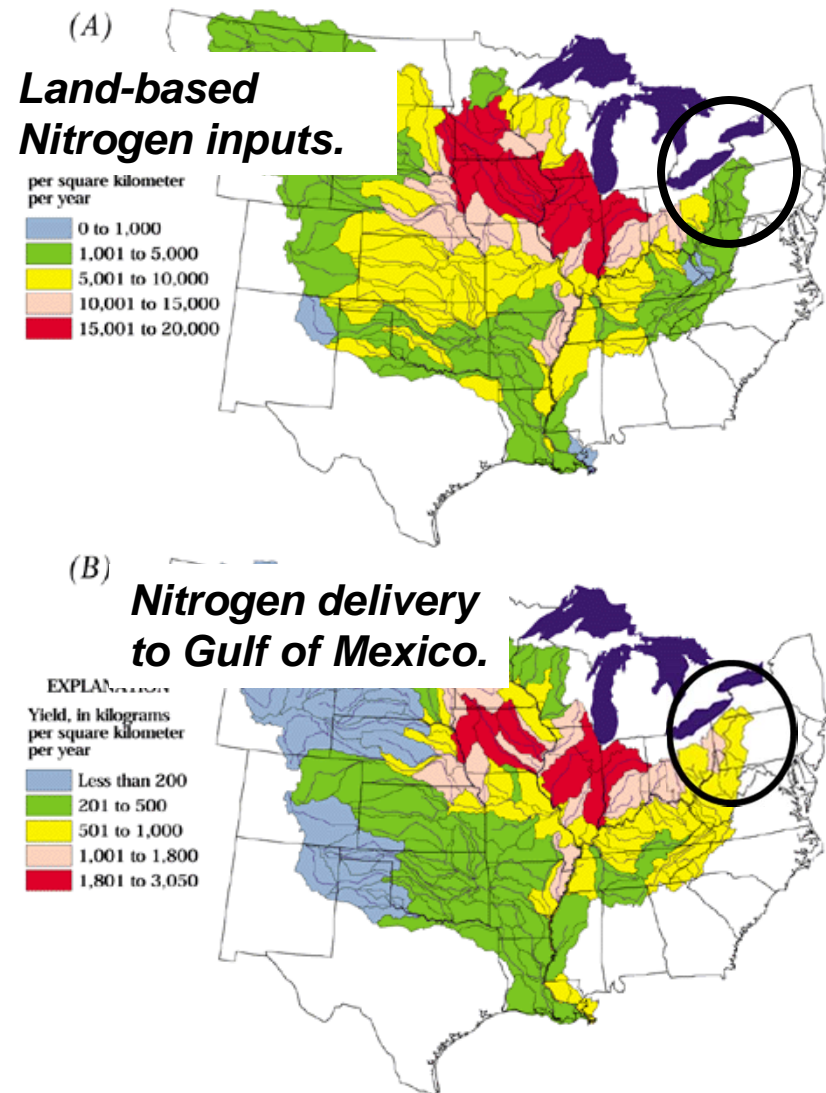 (A)
Land-based
Nitrogen inputs.
per square kilometer
per year
0 to 1,000
1,001 to 5,000
5,001 to 10,000
10,001 to 15,000
15,001 to 20,000
(B)
Nitrogen delivery
to Gulf of Mexico.
EXPLANATION
Yield, in kilograms
per square kilometer
per year
Less than 200
201 to 500
501 to 1,000
1,001 to 1,800
1,801 to 3,050